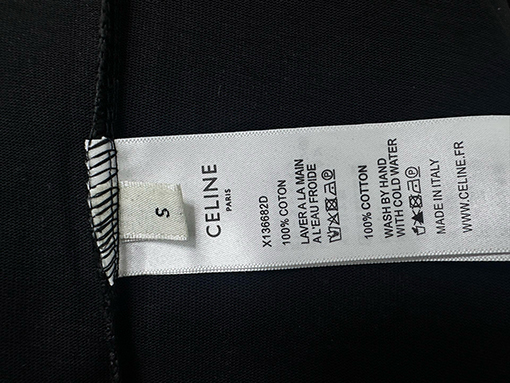 S
CELINE
PARIS
X136682D
100% COTON
LAVER A LA MAIN
A L'EAU FROIDE
100% COTTON
WASH BY HAND
WITH COLD WATER
MADE IN ITALY
WWW.CELINE.FR